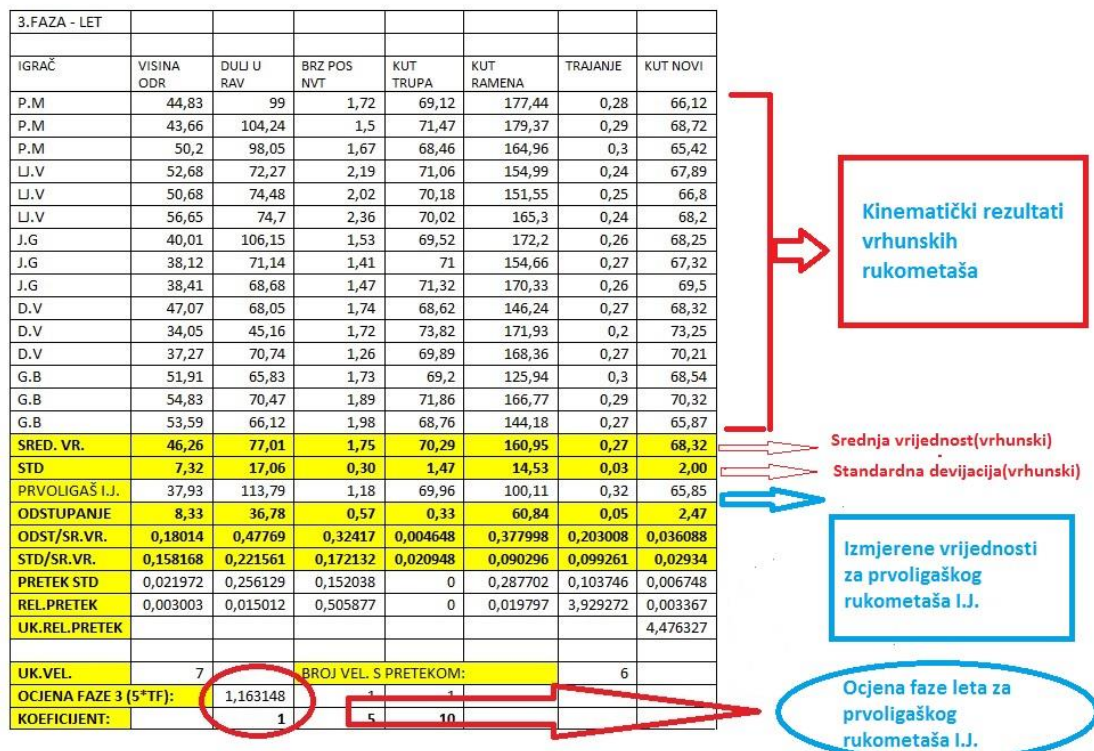 3.FAZA - LET
IGRAČ VISINA ODR DULJ U RAV BRZ POS NVT KUT TRUPA KUT RAMENA TRAJANJE KUT NOVI
P.M 44,83 99 1,72 69,12 177,44 0,28 66,12
P.M 43,66 104,24 1,5 71,47 179,37 0,29 68,72
P.M 50,2 98,05 1,67 68,46 164,96 0,3 65,42
LJ.V 52,68 72,27 2,19 71,06 154,99 0,24 67,89
LJ.V 50,68 74,48 2,02 70,18 151,55 0,25 66,8
LJ.V 56,65 74,7 2,36 70,02 165,3 0,24 68,2
J.G 40,01 106,15 1,53 69,52 172,2 0,26 68,25
J.G 38,12 71,14 1,41 71 154,66 0,27 67,32
J.G 38,41 68,68 1,47 71,32 170,33 0,26 69,5
D.V 47,07 68,05 1,74 68,62 146,24 0,27 68,32
D.V 34,05 45,16 1,72 73,82 171,93 0,2 73,25
D.V 37,27 70,74 1,26 69,89 168,36 0,27 70,21
G.B 51,91 65,83 1,73 69,2 125,94 0,3 68,54
G.B 54,83 70,47 1,89 71,86 166,77 0,29 70,32
G.B 53,59 66,12 1,98 68,76 144,18 0,27 65,87
SRED. VR. 46,26 77,01 1,75 70,29 160,95 0,27 68,32
STD 7,32 17,06 0,30 1,47 14,53 0,03 2,00
PRVOLIGAŠ I.J. 37,93 113,79 1,18 69,96 100,11 0,32 65,85
ODSTUPANJE 8,33 36,78 0,57 0,33 60,84 0,05 2,47
ODST/SR.VR. 0,18014 0,47769 0,32417 0,004648 0,377998 0,203008 0,036088
STD/SR.VR. 0,158168 0,221561 0,172132 0,020948 0,090296 0,099261 0,02934
PRETEK STD 0,021972 0,256129 0,152038 0 0,287702 0,103746 0,006748
REL.PRETEK 0,003003 0,015012 0,505877 0 0,019797 3,929272 0,003367
UK.REL.PRETEK 4,476327
UK.VEL. 7 BROJ VEL. S PRETEKOM: 6
OCJENA FAZE 3 (5*TF): 1,163148 1 1
KOEFICIJENT: 1 5 10
Kinematički rezultati
vrhunskih
rukometaša
Srednja vrijednost(vrhunski)
-
Standardna devijacija(vrhunski)
Izmjerene vrijednosti
za prvoligaškog
rukometaša I.J.
Ocjena faze leta za
prvoligaškog
rukometaša I.J.